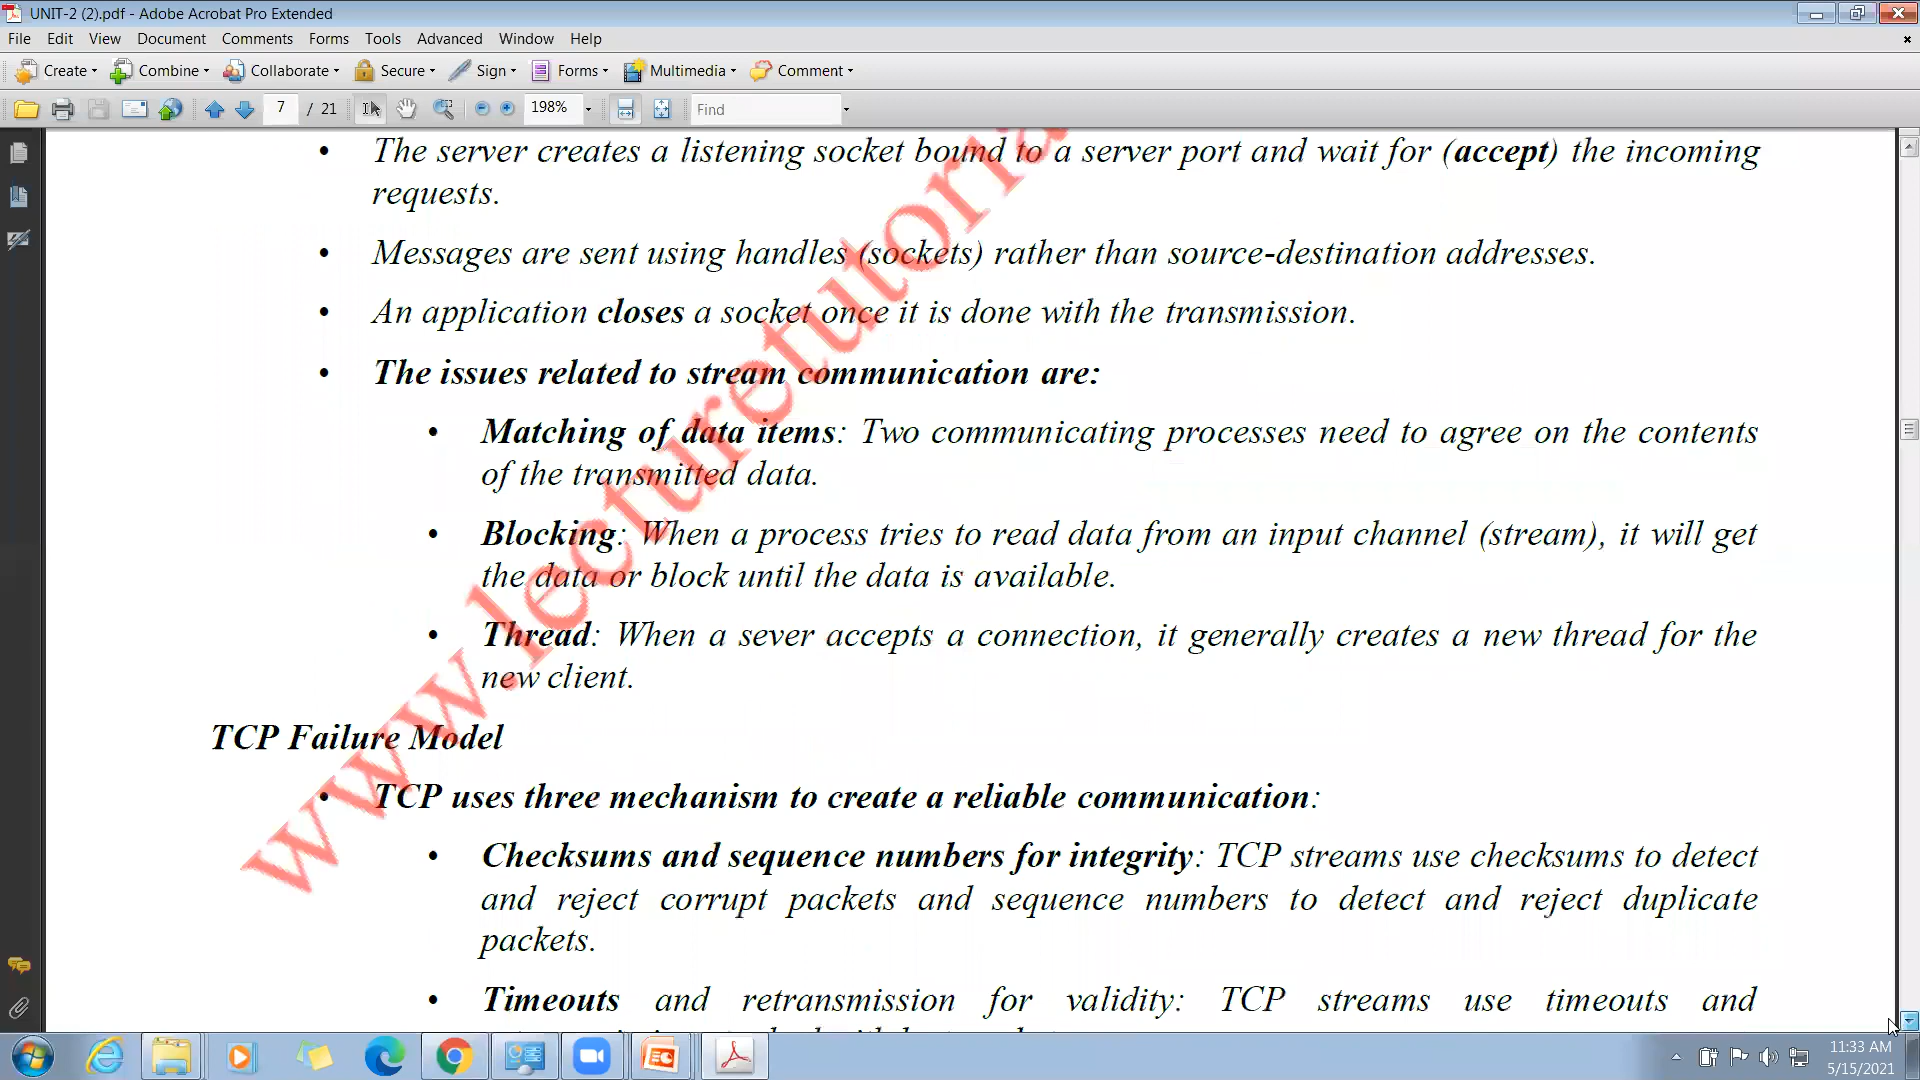 UNIT-2 (2).pdf - Adobe Acrobat Pro Extended
File Edit View Document Comments Forms Tools Advanced Window Help
Create Combine Collaborate Secure Sign Forms Multimedia Comment
7 / 21 198% Find
• The server creates a listening socket bound to a server port and wait for (accept) the incoming
requests.
• Messages are sent using handles (sockets) rather than source-destination addresses.
• An application closes a socket once it is done with the transmission.
• The issues related to stream communication are:
• Matching of data items: Two communicating processes need to agree on the contents
of the transmitted data.
• Blocking: When a process tries to read data from an input channel (stream), it will get
the data or block until the data is available.
• Thread: When a sever accepts a connection, it generally creates a new thread for the
new client.
TCP Failure Model
• TCP uses three mechanism to create a reliable communication:
• Checksums and sequence numbers for integrity: TCP streams use checksums to detect
and reject corrupt packets and sequence numbers to detect and reject duplicate
packets.
• Timeouts and retransmission for validity: TCP streams use timeouts and
www.lecturetutoria
11:33 AM
5/15/2021